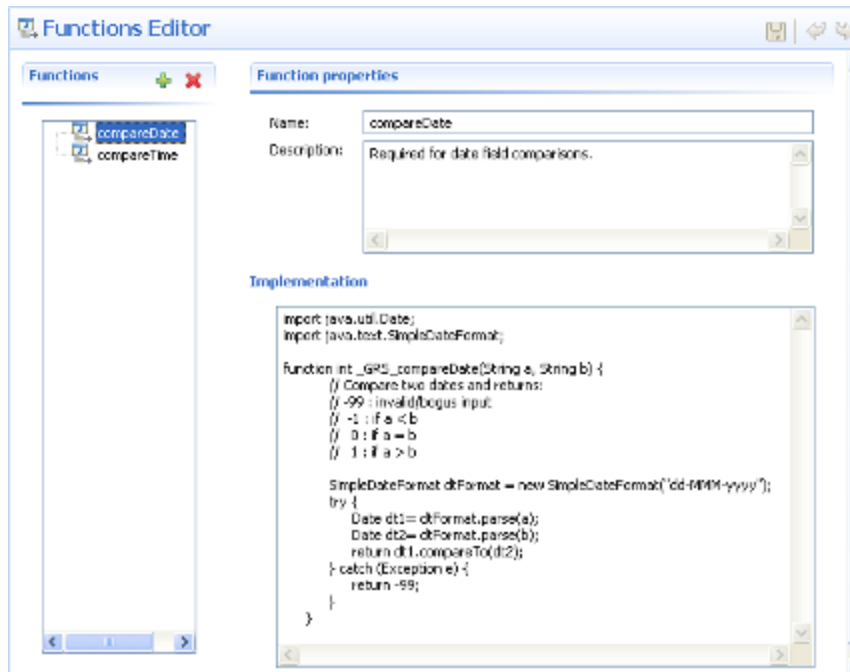 Functions Editor
Functions
compareDate
compareTime
Function properties
Name: compareDate
Description: Required for date field comparisons.
Implementation
import java.util.Date;
import java.text.SimpleDateFormat;
function int _GRS_compareDate(String a, String b) {
// Compare two dates and returns:
// -99 : invalid/bogus input
// -1 : if a < b
// 0 : if a = b
// 1 : if a > b
SimpleDateFormat dtFormat = new SimpleDateFormat("dd-MMM-yyyy");
try {
Date dt1= dtFormat.parse(a);
Date dt2= dtFormat.parse(b);
return dt1.compareTo(dt2);
} catch (Exception e) {
return -99;
}
}